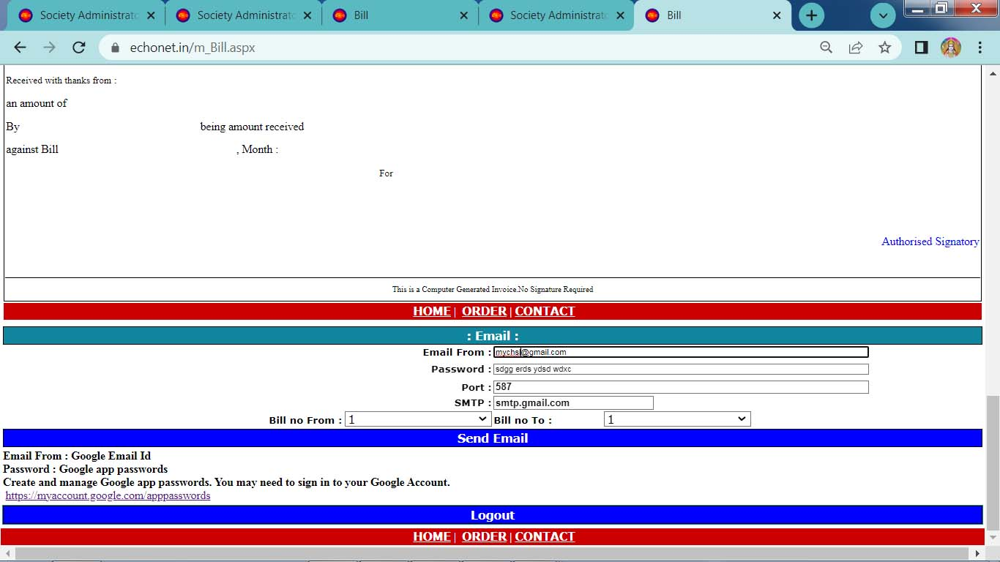 Society Administrato Society Administrato Bill Society Administrato Bill
echonet.in/m_Bill.aspx
Received with thanks from :
an amount of
By being amount received
against Bill , Month :
For
Authorised Signatory
This is a Computer Generated Invoice.No Signature Required
HOME | ORDER | CONTACT
: Email :
Email From : mychsl@gmail.com
Password : sdgg erds ydsd wdxc
Port : 587
SMTP : smtp.gmail.com
Bill no From : 1 Bill no To : 1
Send Email
Email From : Google Email Id
Password : Google app passwords
Create and manage Google app passwords. You may need to sign in to your Google Account.
https://myaccount.google.com/apppasswords
Logout
HOME | ORDER | CONTACT